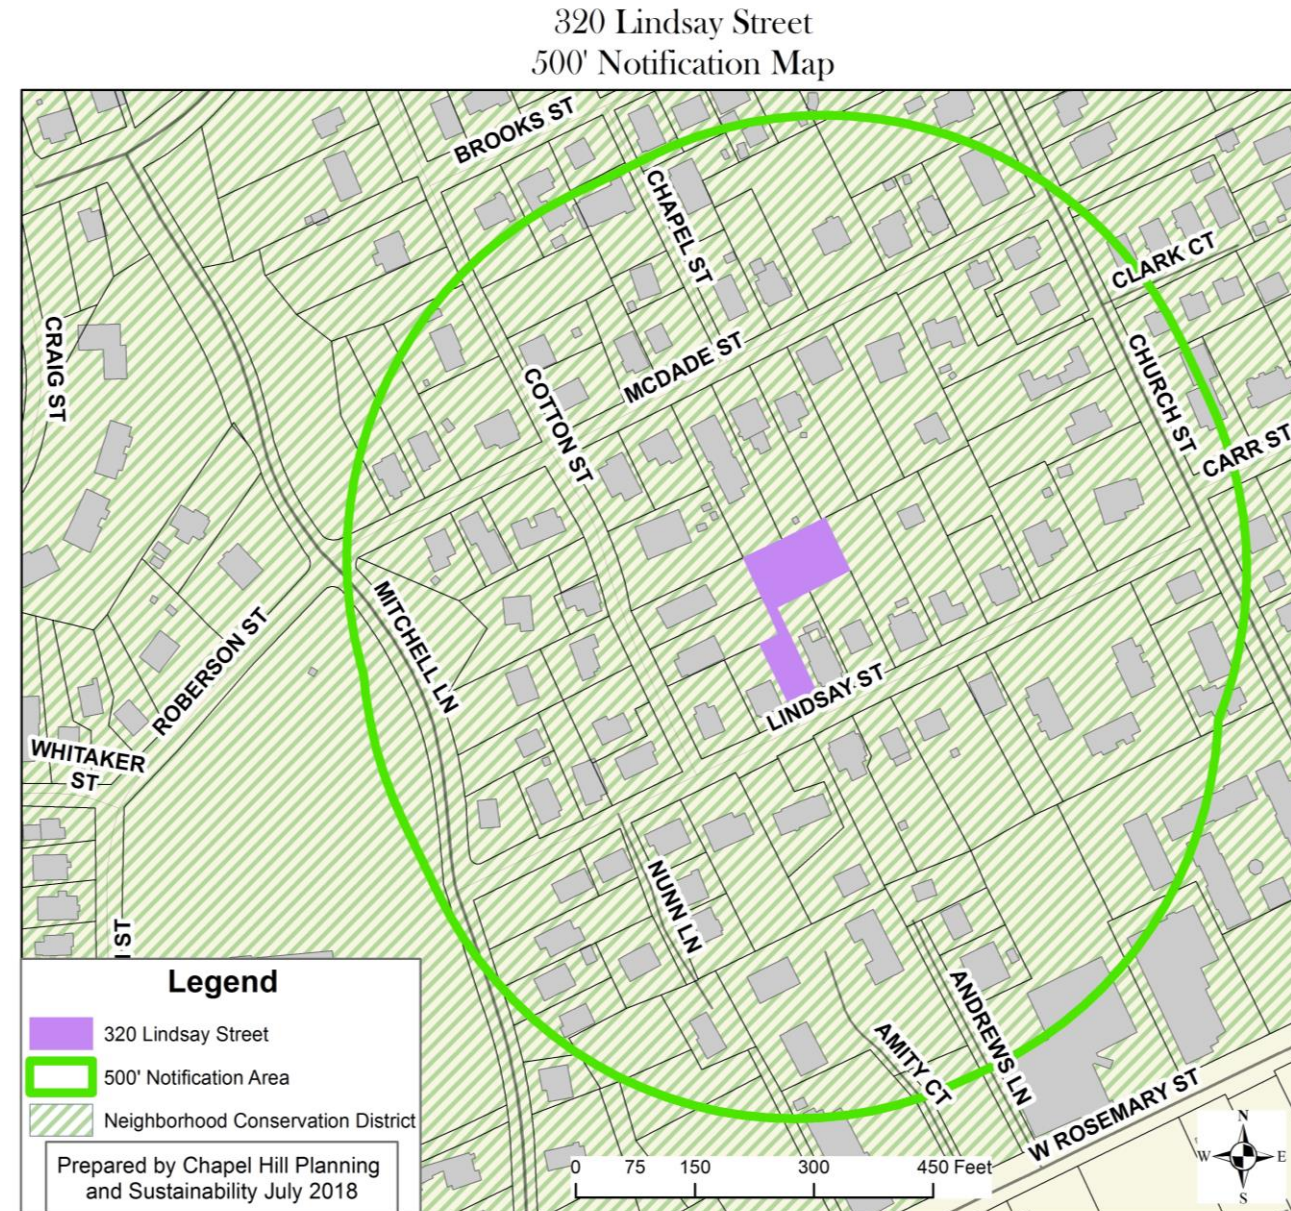 320 Lindsay Street
500' Notification Map
BROOKS ST
CHAPEL ST
CLARK CT
CRAIG ST
MCDADE ST
COTTON ST
CHURCH ST
CARR ST
MITCHELL LN
ROBERSON ST
LINDSAY ST
WHITAKER
ST
NUNN LN
ST
ANDREWS LN
AMITY CT
W ROSEMARY ST
Legend
320 Lindsay Street
500' Notification Area
Neighborhood Conservation District
Prepared by Chapel Hill Planning
and Sustainability July 2018
0 75 150 300 450 Feet
N
W E
S